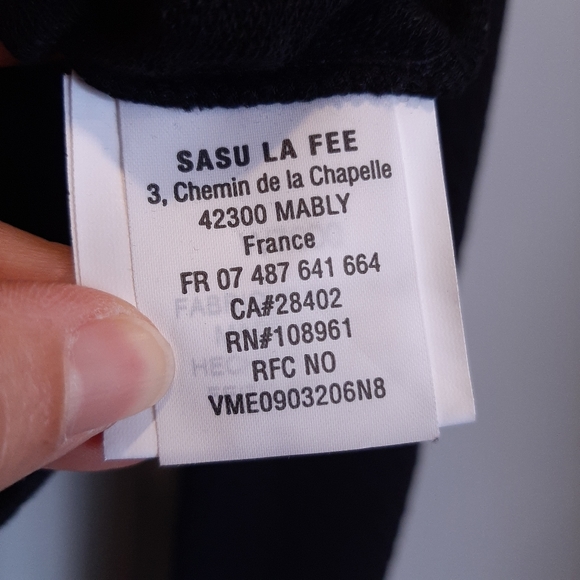 SASU LA FEE
3, Chemin de la Chapelle
42300 MABLY
France
FR 07 487 641 664
CA#28402
RN#108961
RFC NO
VME0903206N8